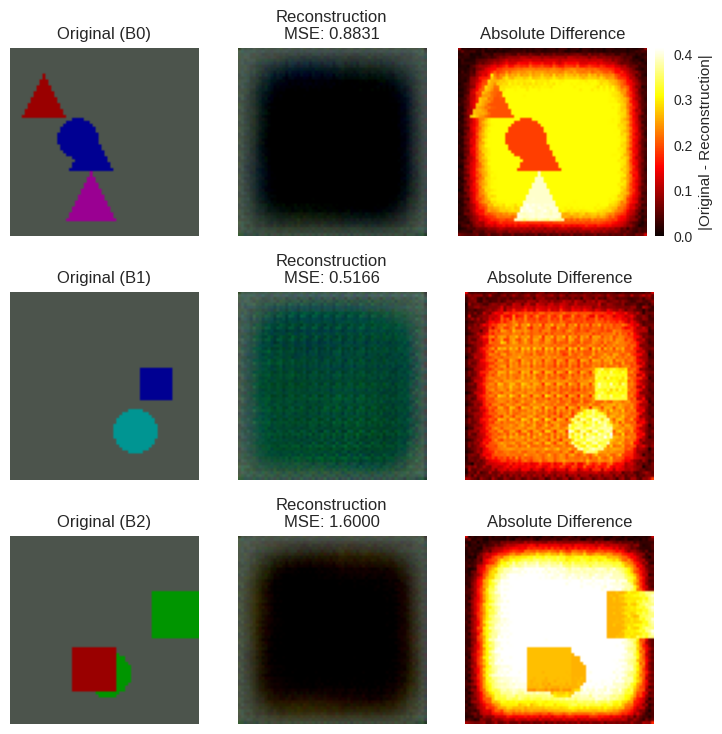 Original (B0)
Reconstruction
MSE: 0.8831
Absolute Difference
0.4
0.3
0.2
0.1
0.0
|Original - Reconstruction|
Original (B1)
Reconstruction
MSE: 0.5166
Absolute Difference
Original (B2)
Reconstruction
MSE: 1.6000
Absolute Difference